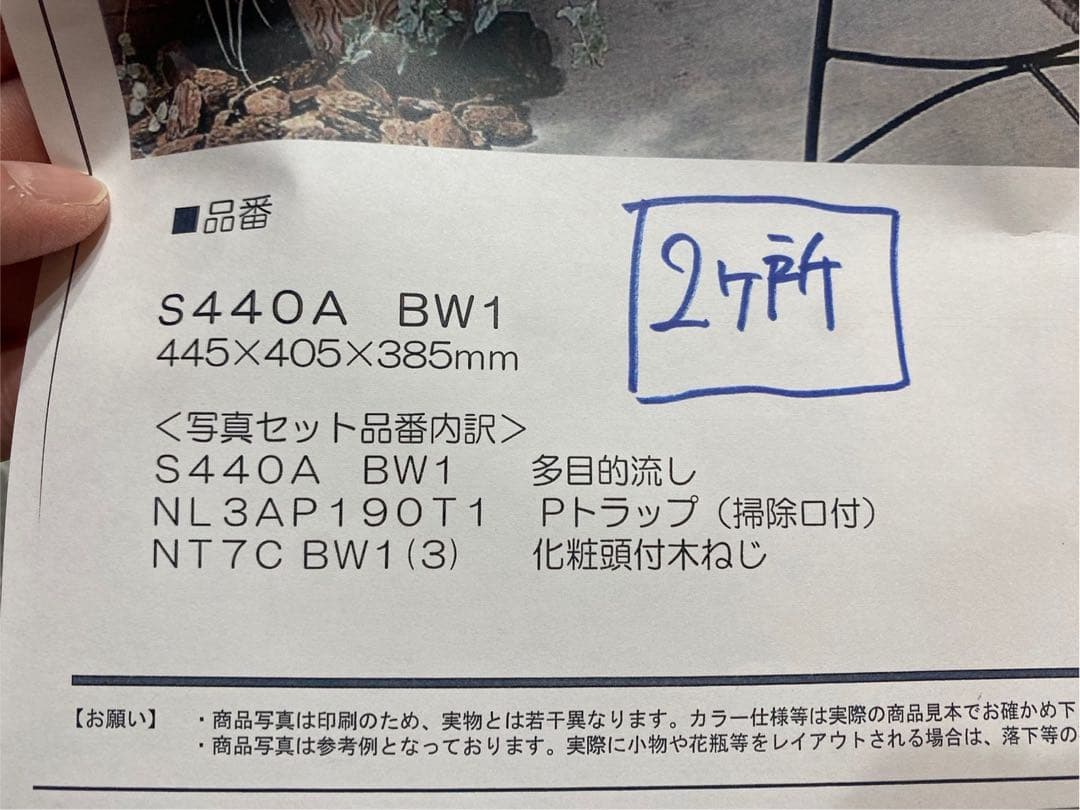 ■品番
2ヶ所
S440A BW1
445×405×385mm
<写真セット品番内訳>
S440A BW1 多目的流し
NL3AP190T1 Pトラップ（掃除口付）
NT7C BW1(3) 化粧頭付木ねじ
【お願い】 ・商品写真は印刷のため、実物とは若干異なります。カラー仕様等は実際の商品見本でお確かめ下
・商品写真は参考例となっております。実際に小物や花瓶等をレイアウトされる場合は、落下等の